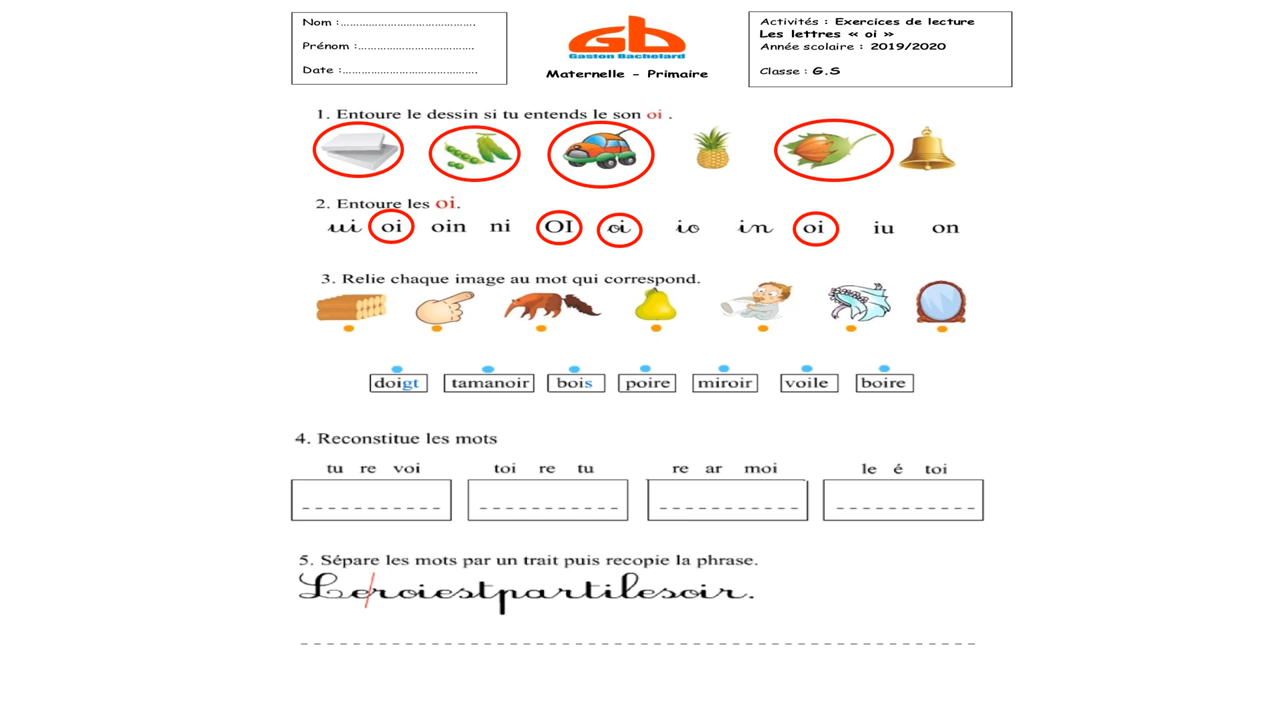 Nom :...........................................
Prénom :.....................................
Date :...........................................
Gb
Gaston Bachelard
Maternelle - Primaire
Activités : Exercices de lecture
Les lettres « oi »
Année scolaire : 2019/2020
Classe : G.S
1. Entoure le dessin si tu entends le son oi .
2. Entoure les oi.
ui oi oin ni OI oi io in oi iu on
3. Relie chaque image au mot qui correspond.
doigt tamanoir bois poire miroir voile boire
4. Reconstitue les mots
tu re voi toi re tu re ar moi le é toi
5. Sépare les mots par un trait puis recopie la phrase.
Le/roiestpartilesoir.